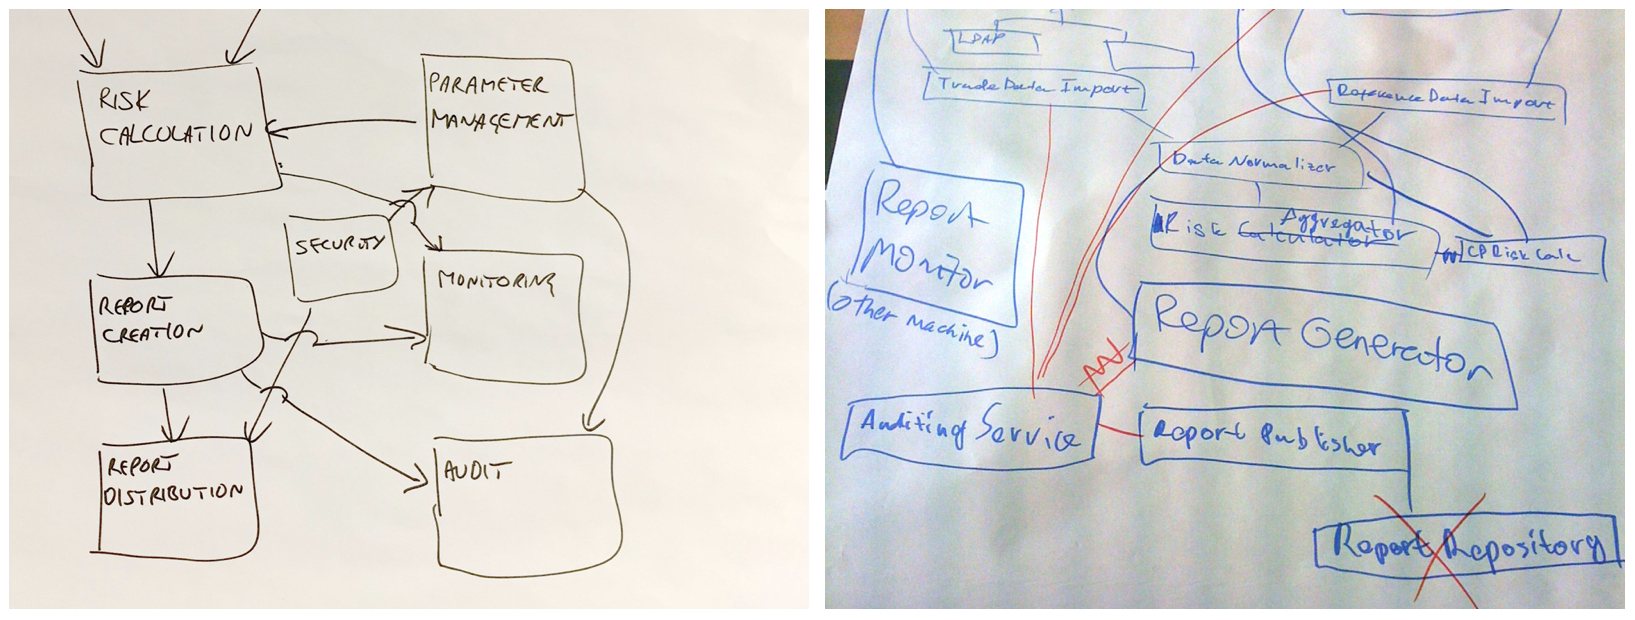 RISK
CALCULATION
PARAMETER
MANAGEMENT
SECURITY
MONITORING
REPORT
CREATION
REPORT
DISTRIBUTION
AUDIT
LDAP
Trade Data Import
Reference Data Import
Data Normalizer
Report
Monitor
(other machine)
Aggregator
Risk Calculator
CP Risk Calc
Report Generator
Auditing Service
Report Publisher
Report Repository